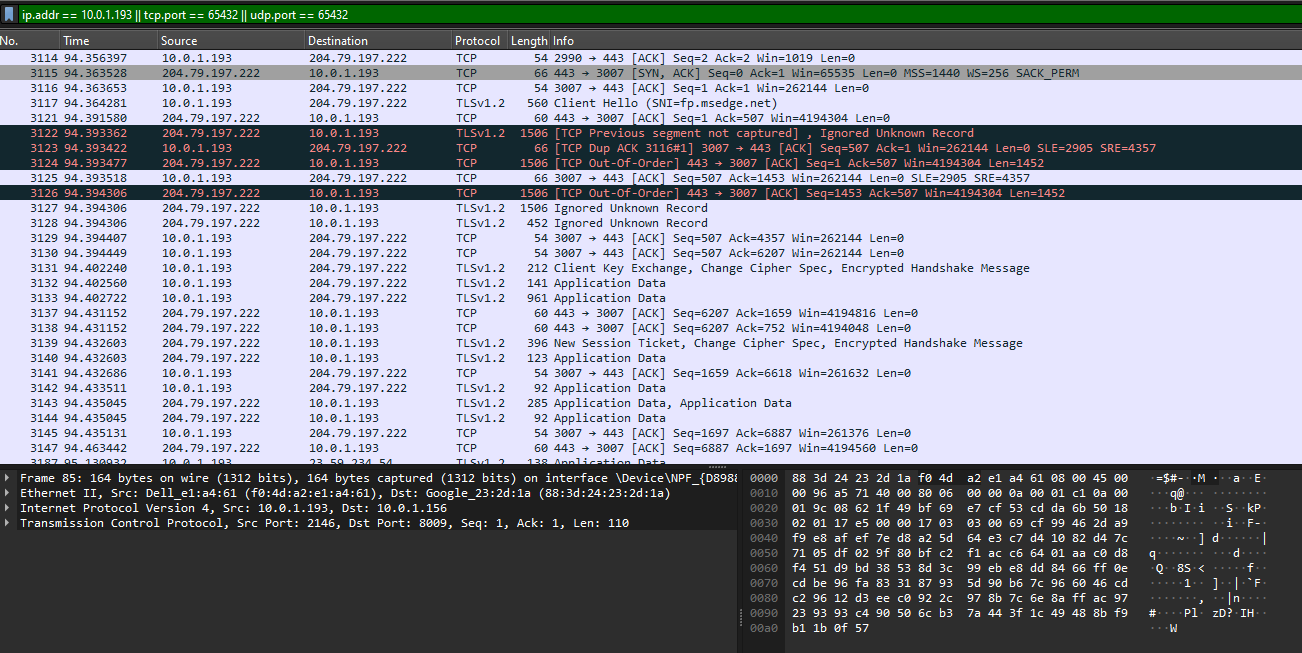 ip.addr == 10.0.1.193 || tcp.port == 65432 || udp.port == 65432
No. Time Source Destination Protocol Length Info
3114 94.356397 10.0.1.193 204.79.197.222 TCP 54 2990 → 443 [ACK] Seq=2 Ack=2 Win=1019 Len=0
3115 94.363528 204.79.197.222 10.0.1.193 TCP 66 443 → 3007 [SYN, ACK] Seq=0 Ack=1 Win=65535 Len=0 MSS=1440 WS=256 SACK_PERM
3116 94.363653 10.0.1.193 204.79.197.222 TCP 54 3007 → 443 [ACK] Seq=1 Ack=1 Win=262144 Len=0
3117 94.364281 10.0.1.193 204.79.197.222 TLSv1.2 560 Client Hello (SNI=fp.msedge.net)
3121 94.391580 204.79.197.222 10.0.1.193 TCP 60 443 → 3007 [ACK] Seq=1 Ack=507 Win=4194304 Len=0
3122 94.393362 204.79.197.222 10.0.1.193 TLSv1.2 1506 [TCP Previous segment not captured] , Ignored Unknown Record
3123 94.393422 10.0.1.193 204.79.197.222 TCP 66 [TCP Dup ACK 3116#1] 3007 → 443 [ACK] Seq=507 Ack=1 Win=262144 Len=0 SLE=2905 SRE=4357
3124 94.393477 204.79.197.222 10.0.1.193 TCP 1506 [TCP Out-Of-Order] 443 → 3007 [ACK] Seq=1 Ack=507 Win=4194304 Len=1452
3125 94.393518 10.0.1.193 204.79.197.222 TCP 66 3007 → 443 [ACK] Seq=507 Ack=1453 Win=262144 Len=0 SLE=2905 SRE=4357
3126 94.394306 204.79.197.222 10.0.1.193 TCP 1506 [TCP Out-Of-Order] 443 → 3007 [ACK] Seq=1453 Ack=507 Win=4194304 Len=1452
3127 94.394306 204.79.197.222 10.0.1.193 TLSv1.2 1506 Ignored Unknown Record
3128 94.394306 204.79.197.222 10.0.1.193 TLSv1.2 452 Ignored Unknown Record
3129 94.394407 10.0.1.193 204.79.197.222 TCP 54 3007 → 443 [ACK] Seq=507 Ack=4357 Win=262144 Len=0
3130 94.394449 10.0.1.193 204.79.197.222 TCP 54 3007 → 443 [ACK] Seq=507 Ack=6207 Win=262144 Len=0
3131 94.402240 10.0.1.193 204.79.197.222 TLSv1.2 212 Client Key Exchange, Change Cipher Spec, Encrypted Handshake Message
3132 94.402560 10.0.1.193 204.79.197.222 TLSv1.2 141 Application Data
3133 94.402722 10.0.1.193 204.79.197.222 TLSv1.2 961 Application Data
3137 94.431152 204.79.197.222 10.0.1.193 TCP 60 443 → 3007 [ACK] Seq=6207 Ack=1659 Win=4194816 Len=0
3138 94.431152 204.79.197.222 10.0.1.193 TCP 60 443 → 3007 [ACK] Seq=6207 Ack=752 Win=4194048 Len=0
3139 94.432603 204.79.197.222 10.0.1.193 TLSv1.2 396 New Session Ticket, Change Cipher Spec, Encrypted Handshake Message
3140 94.432603 204.79.197.222 10.0.1.193 TLSv1.2 123 Application Data
3141 94.432686 10.0.1.193 204.79.197.222 TCP 54 3007 → 443 [ACK] Seq=1659 Ack=6618 Win=261632 Len=0
3142 94.433511 10.0.1.193 204.79.197.222 TLSv1.2 92 Application Data
3143 94.435045 204.79.197.222 10.0.1.193 TLSv1.2 285 Application Data, Application Data
3144 94.435045 204.79.197.222 10.0.1.193 TLSv1.2 92 Application Data
3145 94.435131 10.0.1.193 204.79.197.222 TCP 54 3007 → 443 [ACK] Seq=1697 Ack=6887 Win=261376 Len=0
3147 94.463442 204.79.197.222 10.0.1.193 TCP 60 443 → 3007 [ACK] Seq=6887 Ack=1697 Win=4194560 Len=0
3187 95.130932 10.0.1.193 23.59.234.54 TLSv1.2 138 Application Data
Frame 85: 164 bytes on wire (1312 bits), 164 bytes captured (1312 bits) on interface \Device\NPF_{D8988
Ethernet II, Src: Dell_e1:a4:61 (f0:4d:a2:e1:a4:61), Dst: Google_23:2d:1a (88:3d:24:23:2d:1a)
Internet Protocol Version 4, Src: 10.0.1.193, Dst: 10.0.1.156
Transmission Control Protocol, Src Port: 2146, Dst Port: 8009, Seq: 1, Ack: 1, Len: 110
0000 88 3d 24 23 2d 1a f0 4d a2 e1 a4 61 08 00 45 00 ·=$#-··M ···a··E·
0010 00 96 a5 71 40 00 80 06 00 00 0a 00 01 c1 0a 00 ···q@··· ········
0020 01 9c 08 62 1f 49 bf 69 e7 cf 53 cd da 6b 50 18 ···b·I·i ··S··kP·
0030 02 01 17 e5 00 00 17 03 03 00 69 cf 99 46 2d a9 ········ ··i··F-·
0040 f9 e8 af ef 7e d8 a2 5d 64 e3 c7 d4 10 82 d4 7c ····~··] d······|
0050 71 05 df 02 9f 80 bf c2 f1 ac c6 64 01 aa c0 d8 q······· ···d····
0060 f4 51 d9 bd 38 53 8d 3c 99 eb e8 dd 84 66 ff 0e ·Q··8S·< ·····f··
0070 cd be 96 fa 83 31 87 93 5d 90 b6 7c 96 60 46 cd ·····1·· ]··|·`F·
0080 c2 96 12 d3 ee c0 92 2c 97 8b 7c 6e 8a ff ac 97 ·······, ··|n····
0090 23 93 93 c4 90 50 6c b3 7a 44 3f 1c 49 48 8b f9 #····Pl· zD?·IH··
00a0 b1 1b 0f 57 ···W